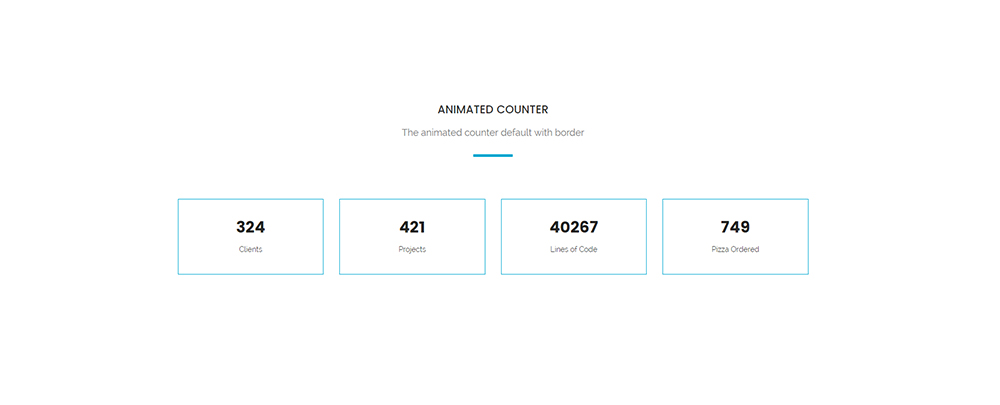 ANIMATED COUNTER
The animated counter default with border
324
Clients
421
Projects
40267
Lines of Code
749
Pizza Ordered